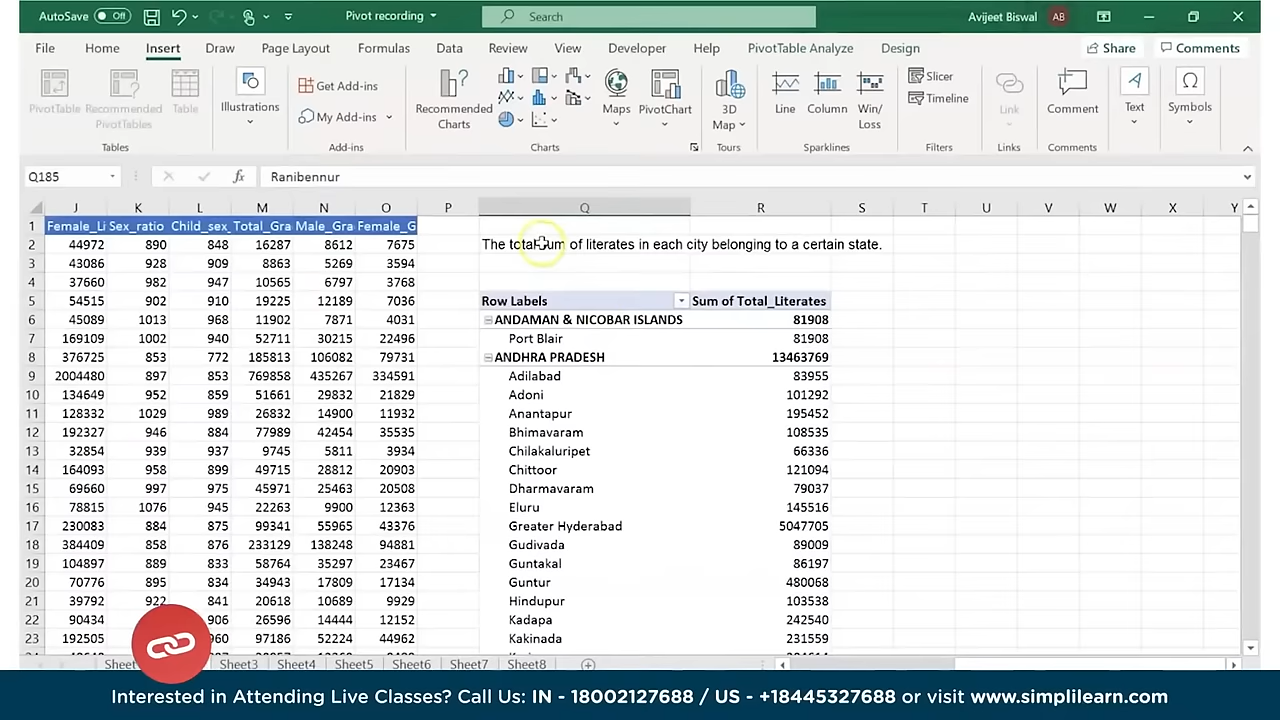 AutoSave Off Pivot recording Search Avijeet Biswal AB
File Home Insert Draw Page Layout Formulas Data Review View Developer Help PivotTable Analyze Design Share Comments
PivotTable Recommended PivotTables Table Illustrations Get Add-ins My Add-ins Recommended Charts Maps PivotChart 3D Map Line Column Win/Loss Slicer Timeline Link Comment Text Symbols
Tables Add-ins Charts Tours Sparklines Filters Links Comments
Q185 fx Ranibennur
J K L M N O P Q R S T U V W X Y
1 Female_Li Sex_ratio Child_sex_ Total_Gra Male_Gra Female_G
2 44972 890 848 16287 8612 7675 The total sum of literates in each city belonging to a certain state.
3 43086 928 909 8863 5269 3594
4 37660 982 947 10565 6797 3768
5 54515 902 910 19225 12189 7036 Row Labels Sum of Total_Literates
6 45089 1013 968 11902 7871 4031 ANDAMAN & NICOBAR ISLANDS 81908
7 169109 1002 940 52711 30215 22496 Port Blair 81908
8 376725 853 772 185813 106082 79731 ANDHRA PRADESH 13463769
9 2004480 897 853 769858 435267 334591 Adilabad 83955
10 134649 952 859 51661 29832 21829 Adoni 101292
11 128332 1029 989 26832 14900 11932 Anantapur 195452
12 192327 946 884 77989 42454 35535 Bhimavaram 108535
13 32854 939 937 9745 5811 3934 Chilakaluripet 66336
14 164093 958 899 49715 28812 20903 Chittoor 121094
15 69660 997 975 45971 25463 20508 Dharmavaram 79037
16 78815 1076 945 22263 9900 12363 Eluru 145516
17 230083 884 875 99341 55965 43376 Greater Hyderabad 5047705
18 384409 858 876 233129 138248 94881 Gudivada 89009
19 104897 889 833 58764 35297 23467 Guntakal 86197
20 70776 895 834 34943 17809 17134 Guntur 480068
21 39792 922 841 20618 10689 9929 Hindupur 103538
22 90434 906 26596 14444 12152 Kadapa 242540
23 192505 960 97186 52224 44962 Kakinada 231559
Sheet Sheet3 Sheet4 Sheet5 Sheet6 Sheet7 Sheet8
Interested in Attending Live Classes? Call Us: IN - 18002127688 / US - +18445327688 or visit www.simplilearn.com